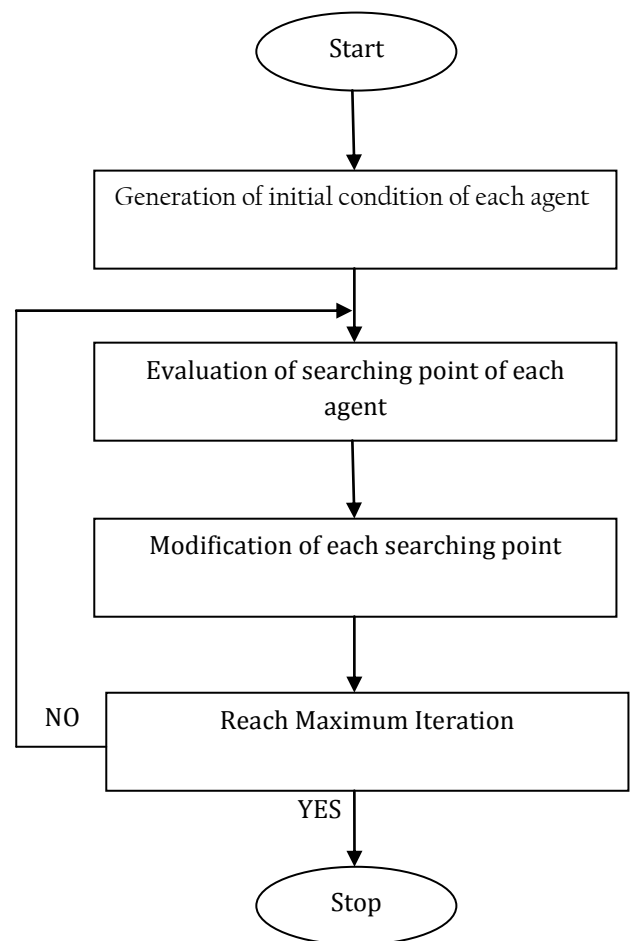 Start
Generation of initial condition of each agent
Evaluation of searching point of each
agent
Modification of each searching point
Reach Maximum Iteration
NO
YES
Stop